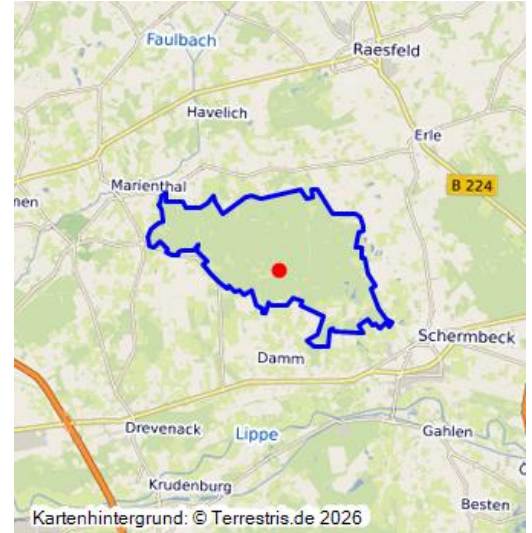 Faulbach
Raesfeld
Havelich
Erle
Marienthal
B 224
nen
Schermbeck
Damm
Drevenack
Lippe
Gahlen
Krudenburg
Besten
Kartenhintergrund: © Terrestris.de 2026